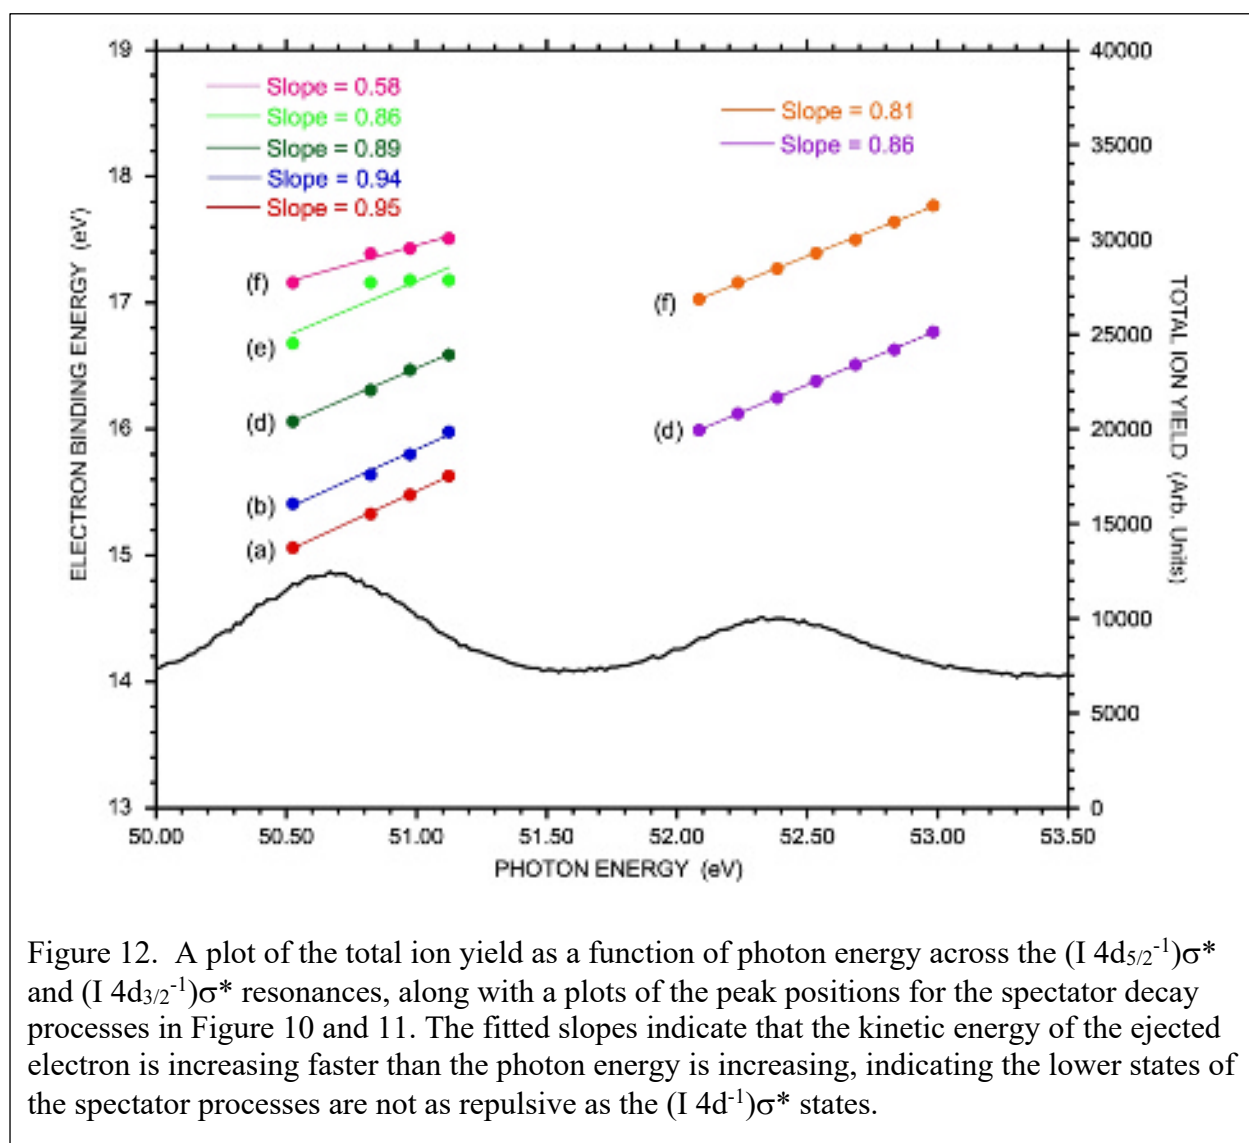 19
18
17
16
15
14
13
ELECTRON BINDING ENERGY (eV)
Slope = 0.58
Slope = 0.86
Slope = 0.89
Slope = 0.94
Slope = 0.95
Slope = 0.81
Slope = 0.86
(f)
(e)
(d)
(b)
(a)
(f)
(d)
40000
35000
30000
25000
20000
15000
10000
5000
0
TOTAL ION YIELD (Arb. Units)
50.00 50.50 51.00 51.50 52.00 52.50 53.00 53.50
PHOTON ENERGY (eV)
Figure 12. A plot of the total ion yield as a function of photon energy across the (I 4d5/2⁻¹)σ*
and (I 4d3/2⁻¹)σ* resonances, along with a plots of the peak positions for the spectator decay
processes in Figure 10 and 11. The fitted slopes indicate that the kinetic energy of the ejected
electron is increasing faster than the photon energy is increasing, indicating the lower states of
the spectator processes are not as repulsive as the (I 4d⁻¹)σ* states.